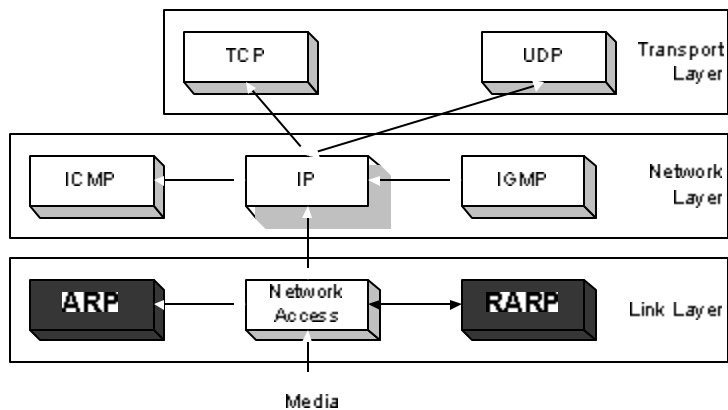 TCP
UDP
Transport
Layer
ICMP
IP
IGMP
Network
Layer
ARP
Network
Access
RARP
Link Layer
Media